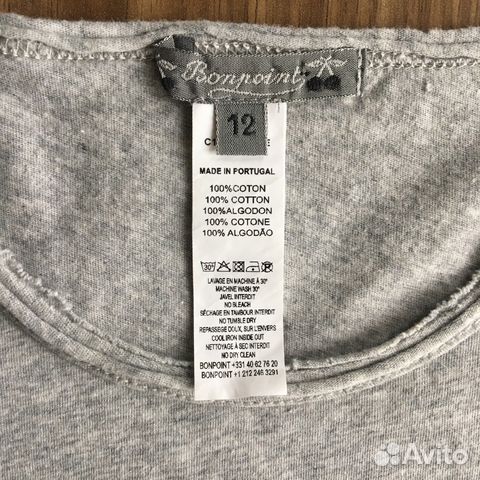 Bonpoint
12
MADE IN PORTUGAL
100%COTON
100% COTTON
100%ALGODON
100% COTONE
100% ALGODÃO
30°
LAVAGE EN MACHINE À 30°
MACHINE WASH 30°
JAVEL INTERDIT
NO BLEACH
SÉCHAGE EN TAMBOUR INTERDIT
NO TUMBLE DRY
REPASSAGE DOUX, SUR L'ENVERS
COOL IRON INSIDE OUT
NETTOYAGE À SEC INTERDIT
NO DRY CLEAN
BONPOINT +331 40 62 76 20
BONPOINT +1 212 246 3291
Avito